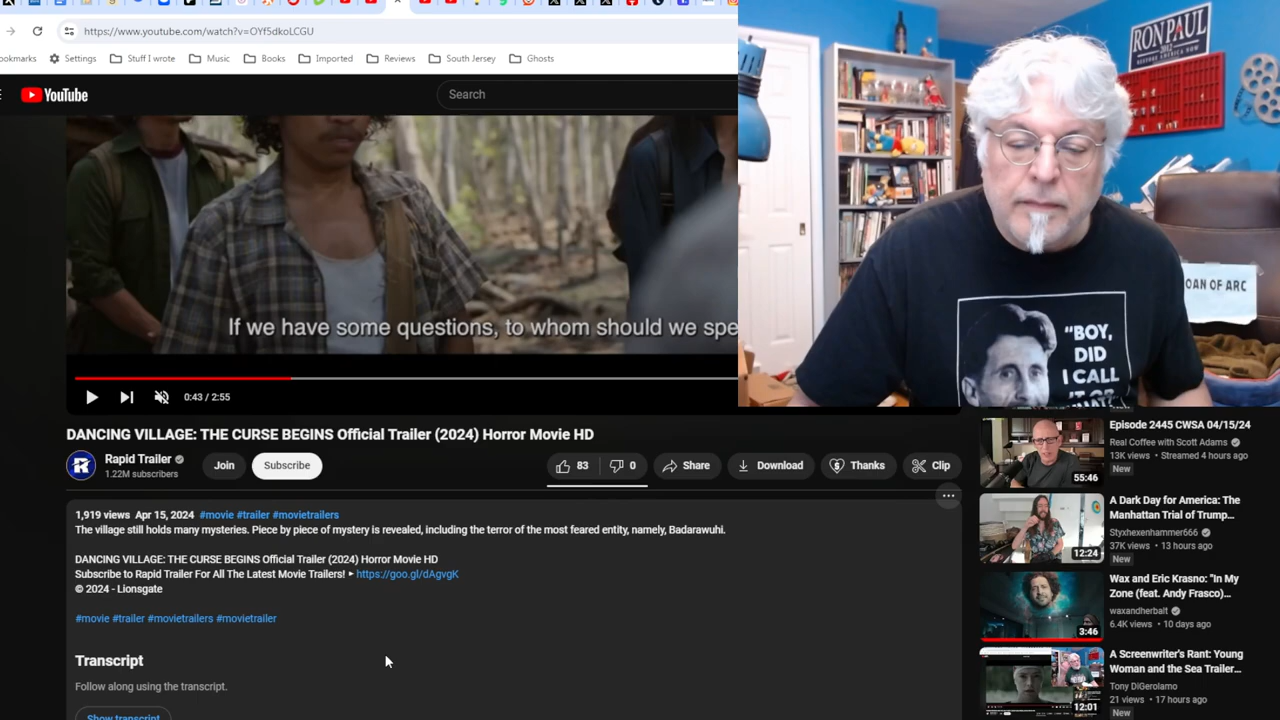 https://www.youtube.com/watch?v=OYf5dkoLCGU
Settings
Stuff I wrote
Music
Books
Imported
Reviews
South Jersey
Ghosts
YouTube
Search
RON PAUL
2012
RESTORE AMERICA NOW
OAN OF ARC
"BOY,
DID
I CALL
If we have some questions, to whom should we spe
0:43 / 2:55
DANCING VILLAGE: THE CURSE BEGINS Official Trailer (2024) Horror Movie HD
Rapid Trailer
1.22M subscribers
Join
Subscribe
83
0
Share
Download
Thanks
Clip
1,919 views Apr 15, 2024 #movie #trailer #movietrailers
The village still holds many mysteries. Piece by piece of mystery is revealed, including the terror of the most feared entity, namely, Badarawuhi.
DANCING VILLAGE: THE CURSE BEGINS Official Trailer (2024) Horror Movie HD
Subscribe to Rapid Trailer For All The Latest Movie Trailers! ▸ https://goo.gl/dAgvgK
© 2024 - Lionsgate
#movie #trailer #movietrailers #movietrailer
Transcript
Follow along using the transcript.
Show transcript
Episode 2445 CWSA 04/15/24
Real Coffee with Scott Adams
13K views • Streamed 4 hours ago
New
55:46
A Dark Day for America: The
Manhattan Trial of Trump...
Styxhexenhammer666
37K views • 13 hours ago
New
12:24
Wax and Eric Krasno: "In My
Zone (feat. Andy Frasco)...
waxandherbalt
6.4K views • 10 days ago
3:46
A Screenwriter's Rant: Young
Woman and the Sea Trailer...
Tony DiGerolamo
21 views • 17 hours ago
New
12:01